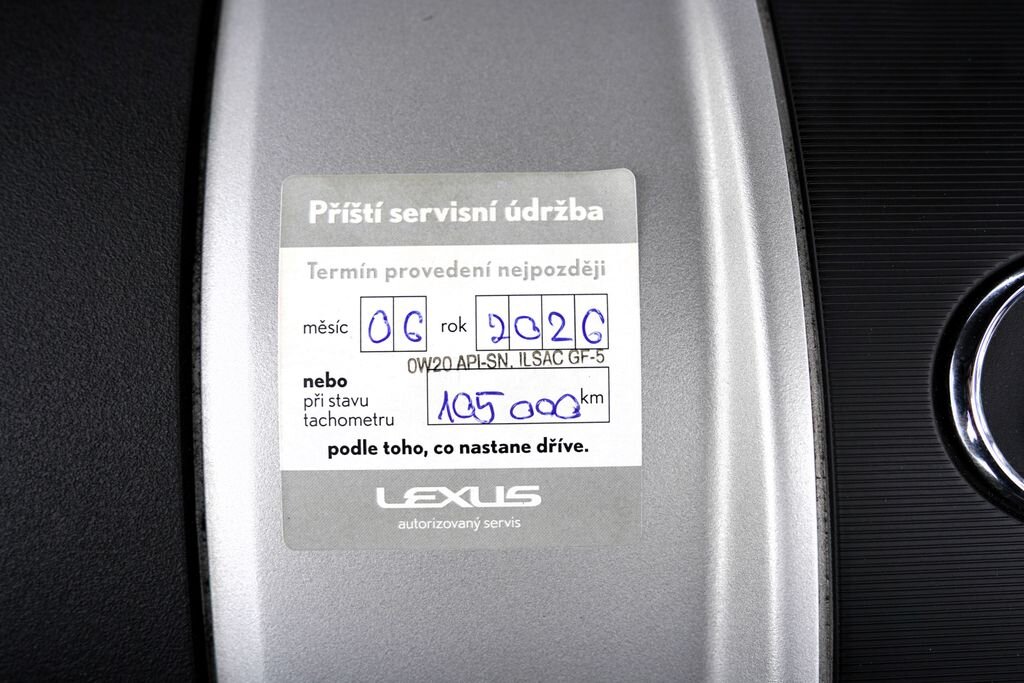 Příští servisní údržba
Termín provedení nejpozději
měsíc 06 rok 2026
0W20 API-SN, ILSAC GF-5
nebo
při stavu
tachometru 105 000 km
podle toho, co nastane dříve.
LEXUS
autorizovaný servis